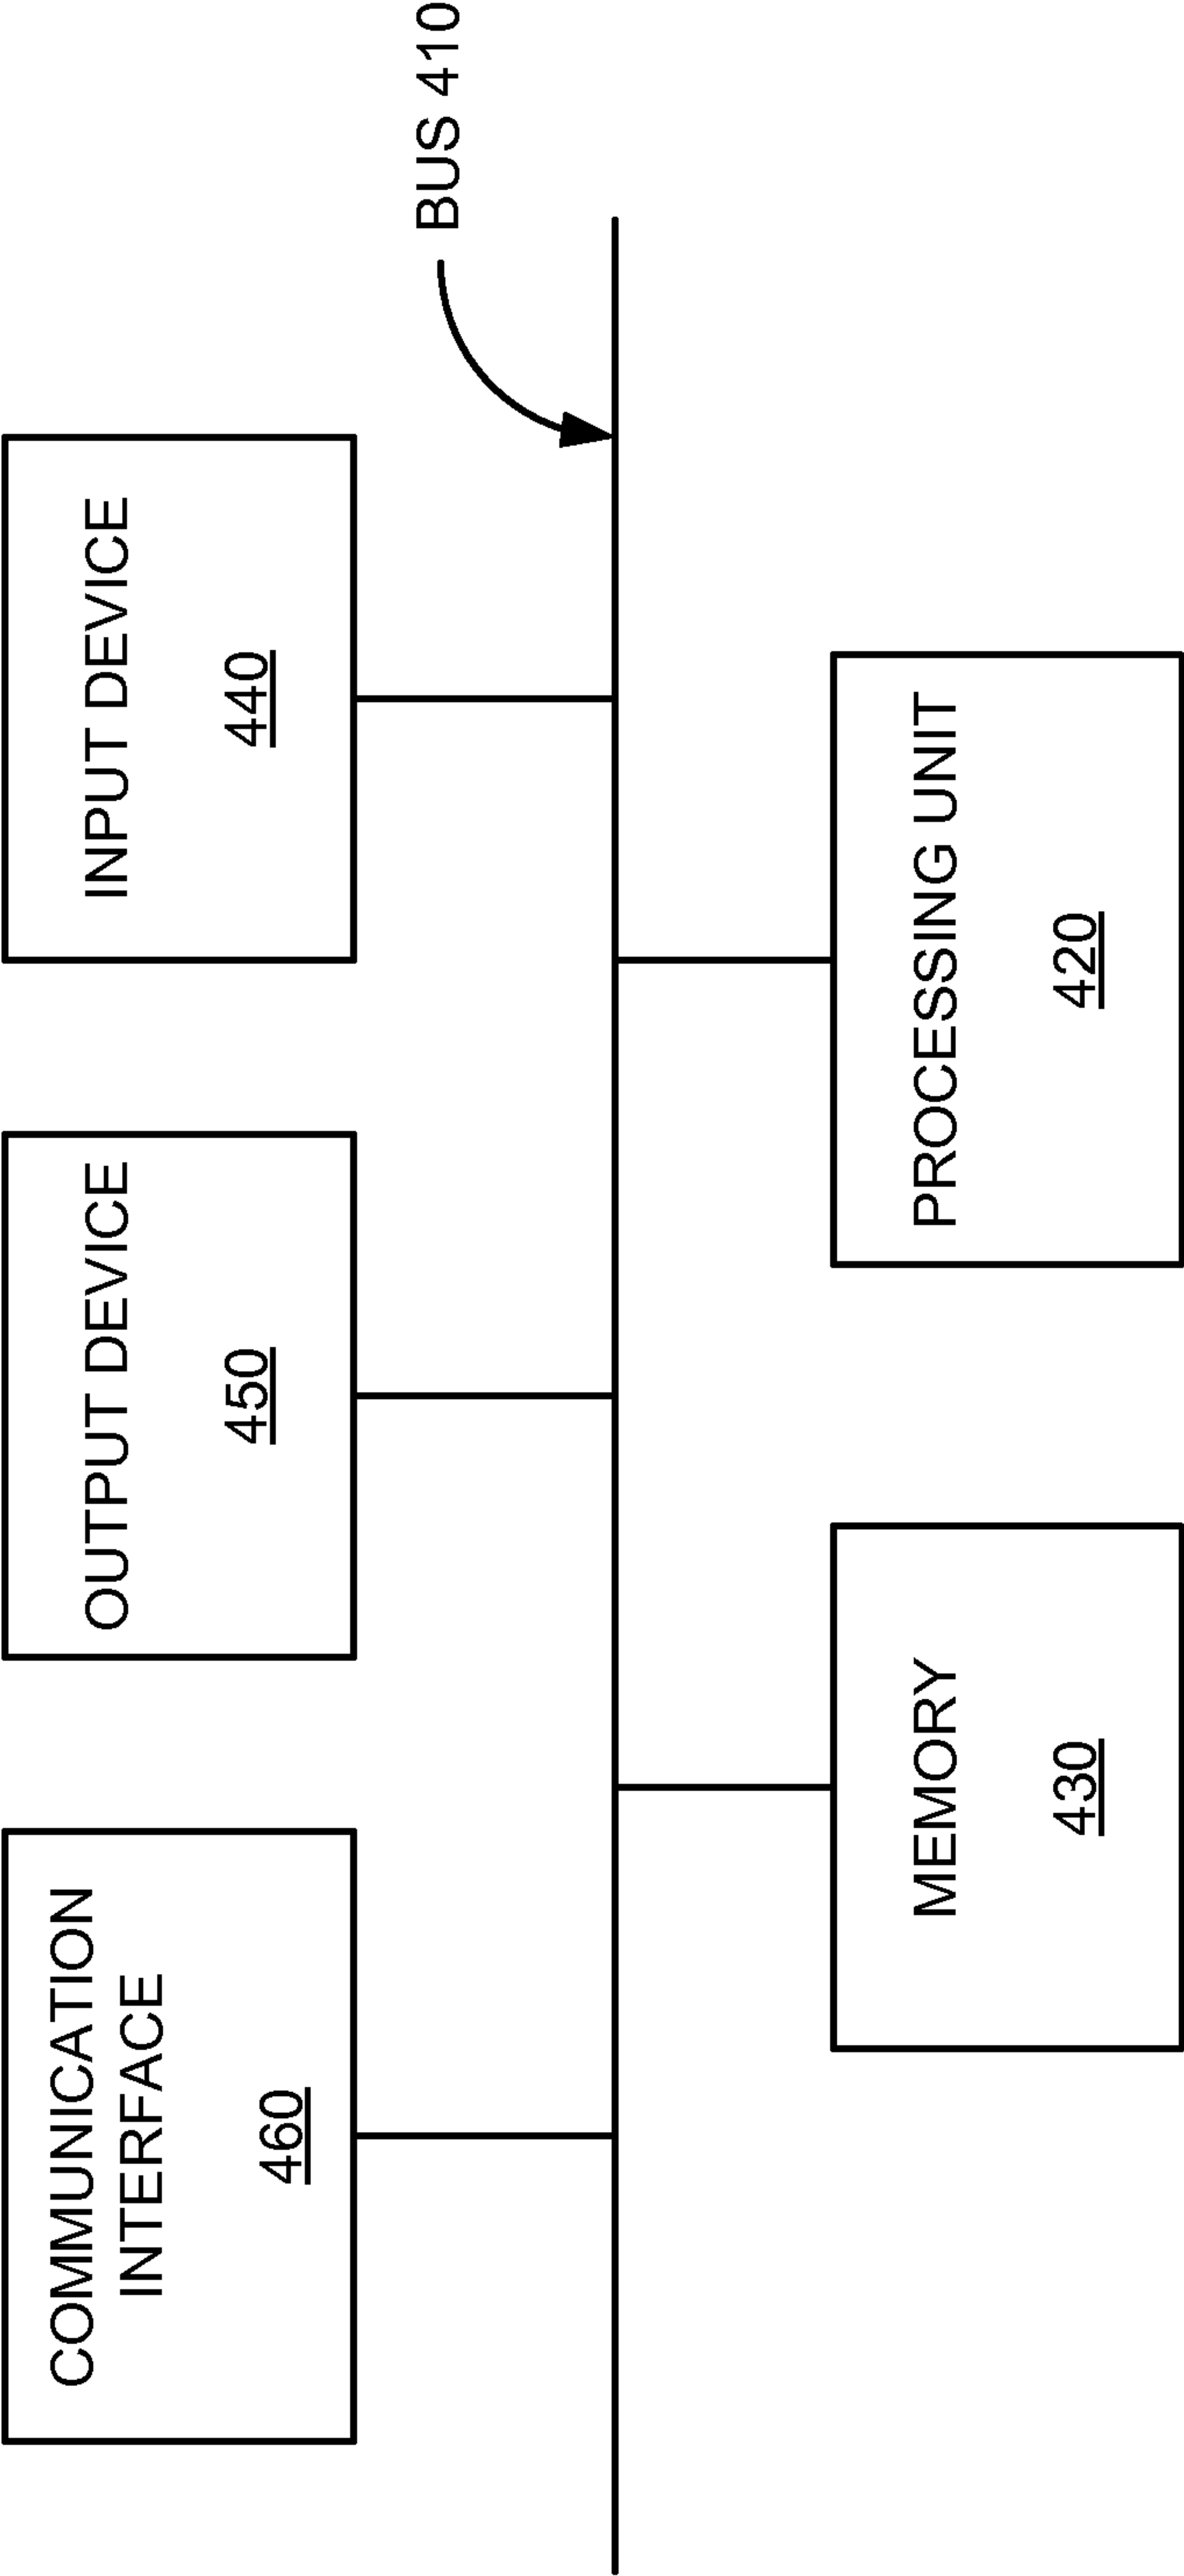 COMMUNICATION
INTERFACE
460
OUTPUT DEVICE
450
INPUT DEVICE
440
BUS 410
MEMORY
430
PROCESSING UNIT
420